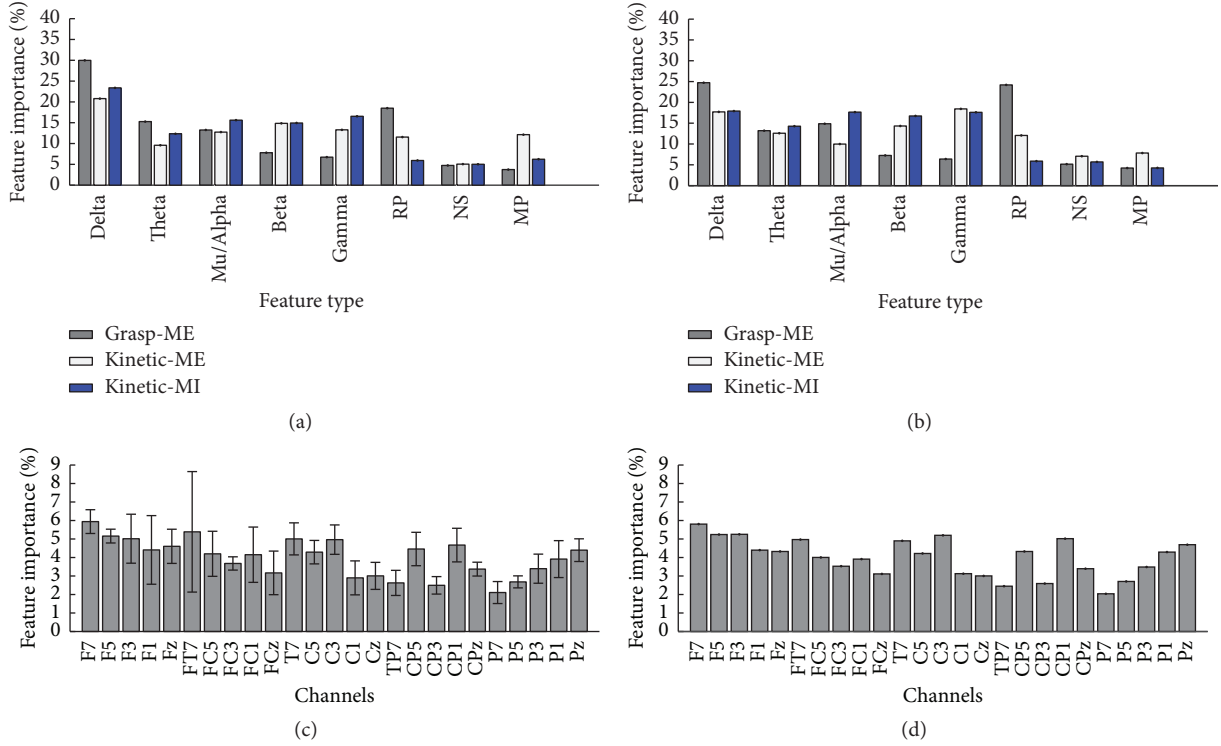 Feature importance (%)
40
35
30
25
20
15
10
5
0
Delta
Theta
Mu/Alpha
Beta
Gamma
RP
NS
MP
Feature type
Grasp-ME
Kinetic-ME
Kinetic-MI
(a)
Feature importance (%)
40
35
30
25
20
15
10
5
0
Delta
Theta
Mu/Alpha
Beta
Gamma
RP
NS
MP
Feature type
Grasp-ME
Kinetic-ME
Kinetic-MI
(b)
Feature importance (%)
9
8
7
6
5
4
3
2
1
0
F7
F5
F3
F1
Fz
FT7
FC5
FC3
FC1
FCz
T7
C5
C3
C1
Cz
TP7
CP5
CP3
CP1
CPz
P7
P5
P3
P1
Pz
Channels
(c)
Feature importance (%)
9
8
7
6
5
4
3
2
1
0
F7
F5
F3
F1
Fz
FT7
FC5
FC3
FC1
FCz
T7
C5
C3
C1
Cz
TP7
CP5
CP3
CP1
CPz
P7
P5
P3
P1
Pz
Channels
(d)